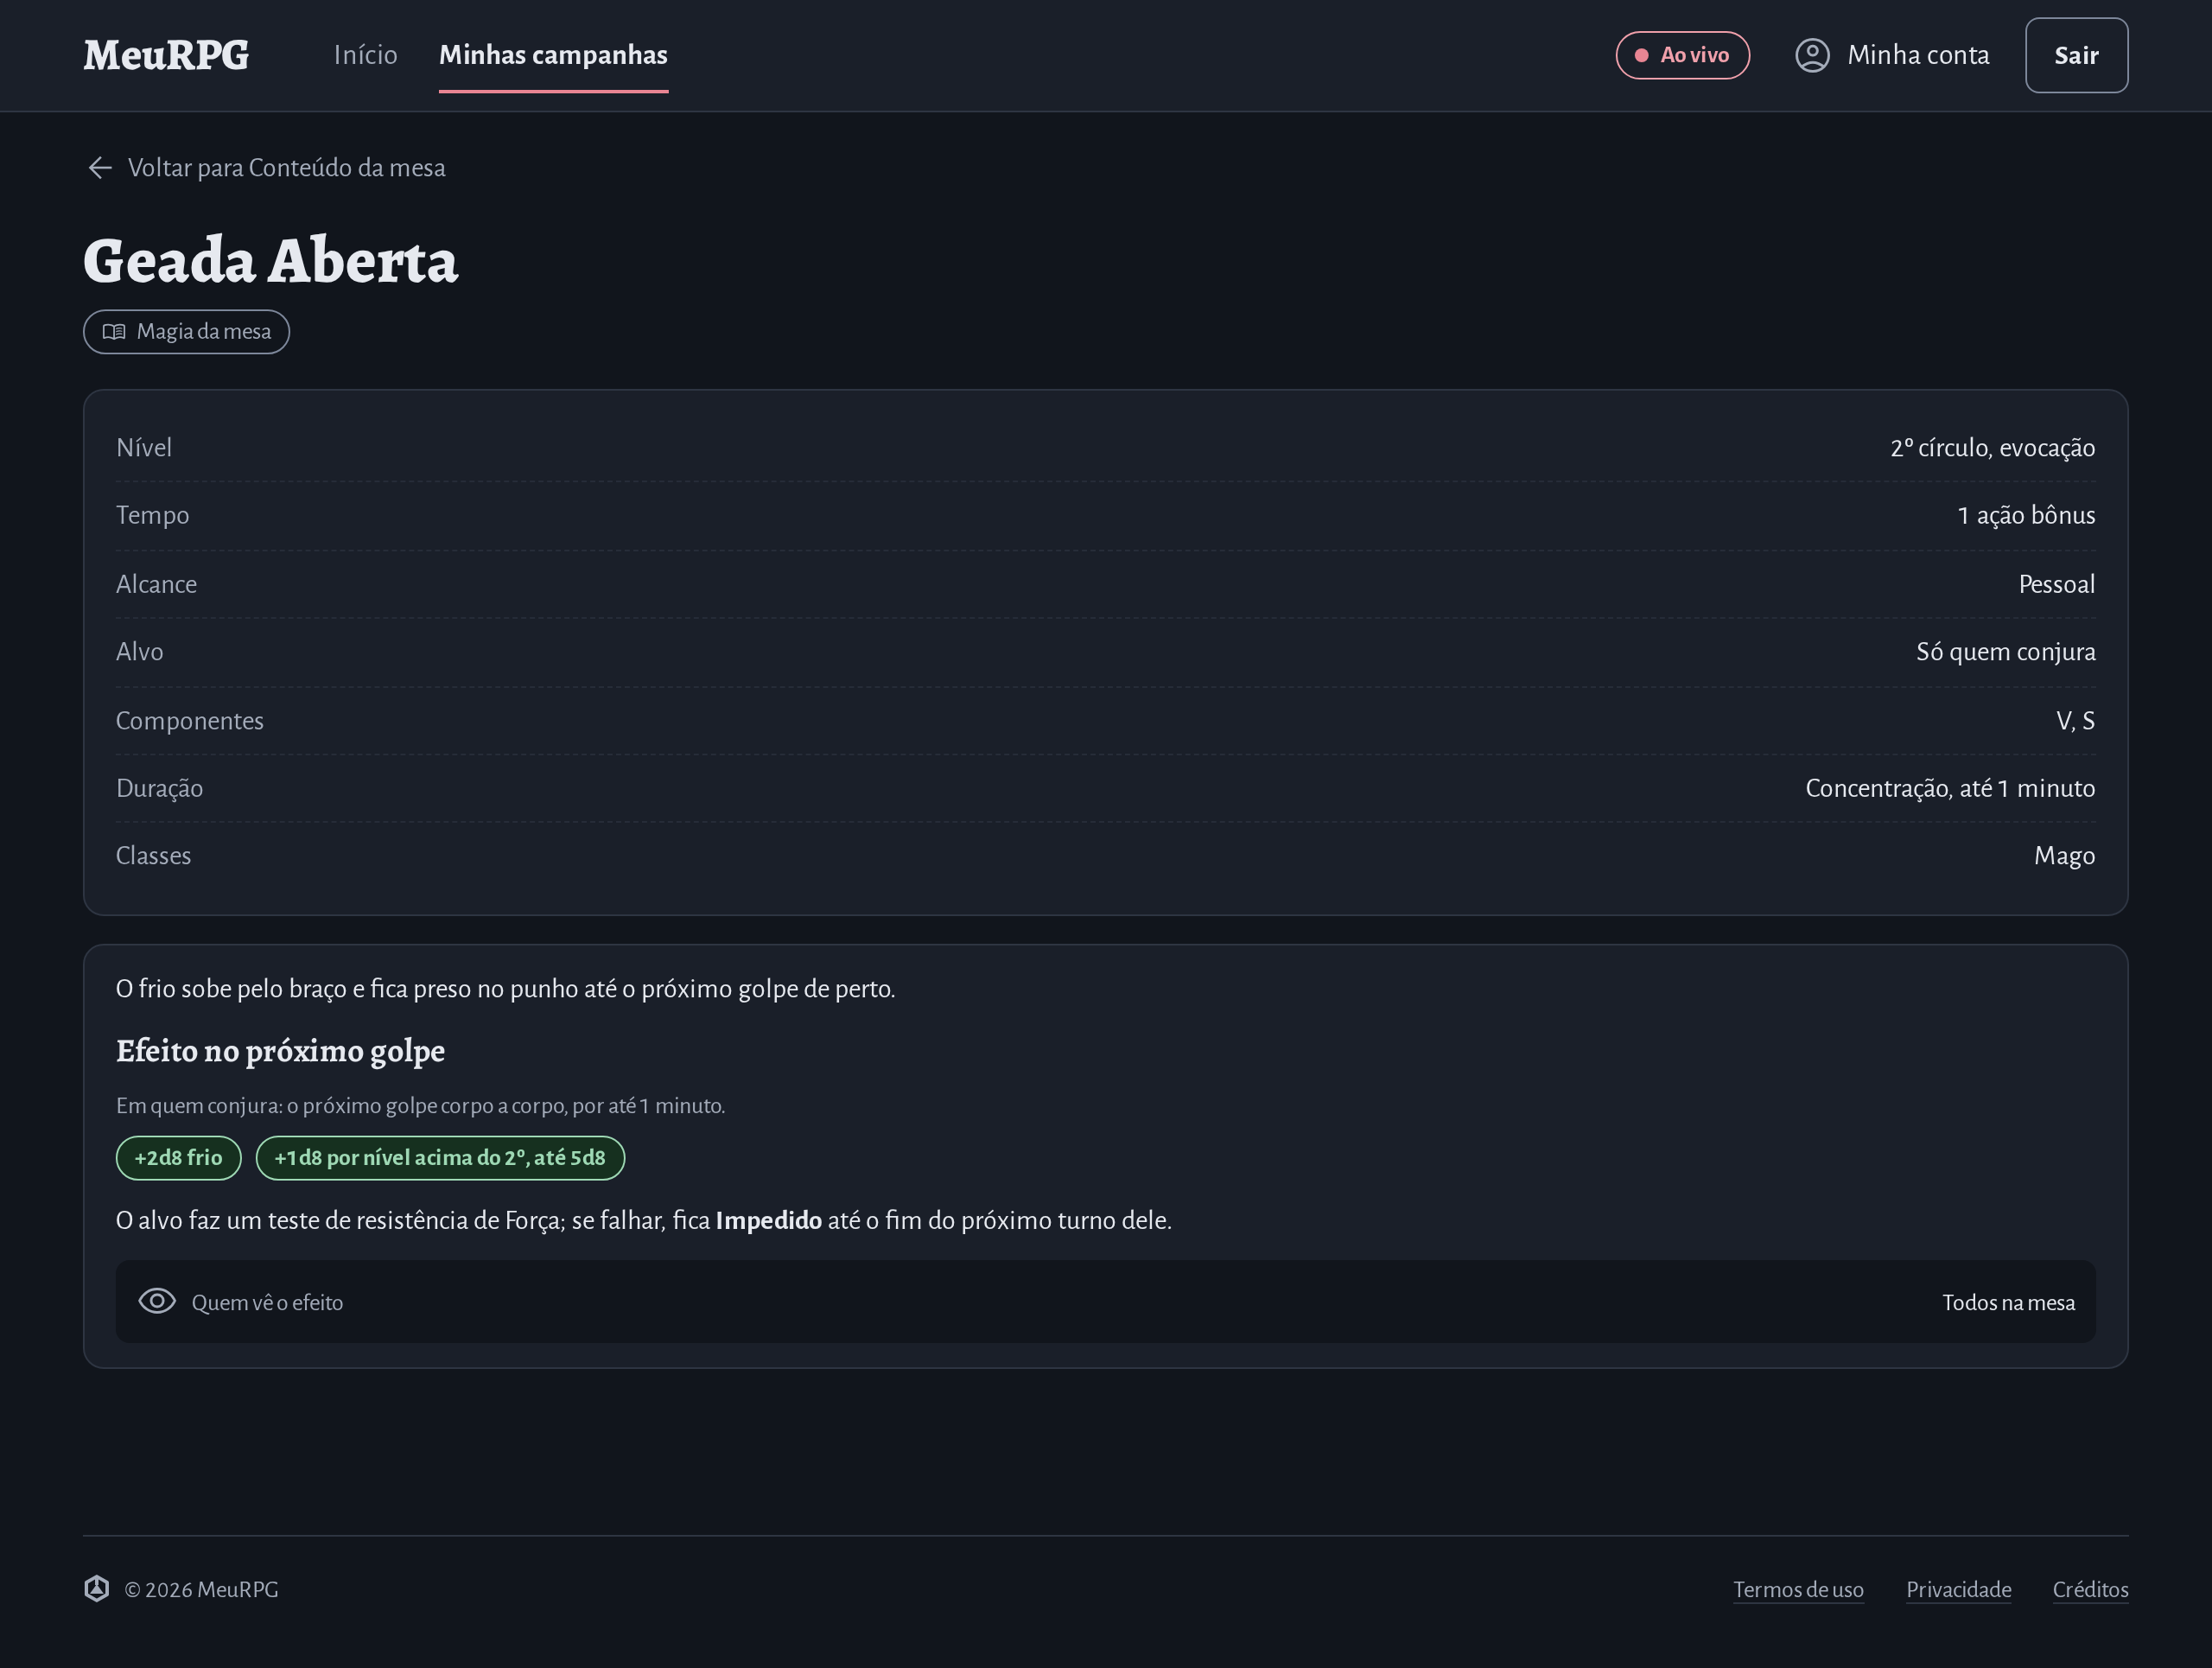 MeuRPG
Início
Minhas campanhas
Ao vivo
Minha conta
Sair
Voltar para Conteúdo da mesa
Geada Aberta
Magia da mesa
Nível 2º círculo, evocação
Tempo 1 ação bônus
Alcance Pessoal
Alvo Só quem conjura
Componentes V, S
Duração Concentração, até 1 minuto
Classes Mago
O frio sobe pelo braço e fica preso no punho até o próximo golpe de perto.
Efeito no próximo golpe
Em quem conjura: o próximo golpe corpo a corpo, por até 1 minuto.
+2d8 frio
+1d8 por nível acima do 2º, até 5d8
O alvo faz um teste de resistência de Força; se falhar, fica Impedido até o fim do próximo turno dele.
Quem vê o efeito Todos na mesa
© 2026 MeuRPG
Termos de uso
Privacidade
Créditos